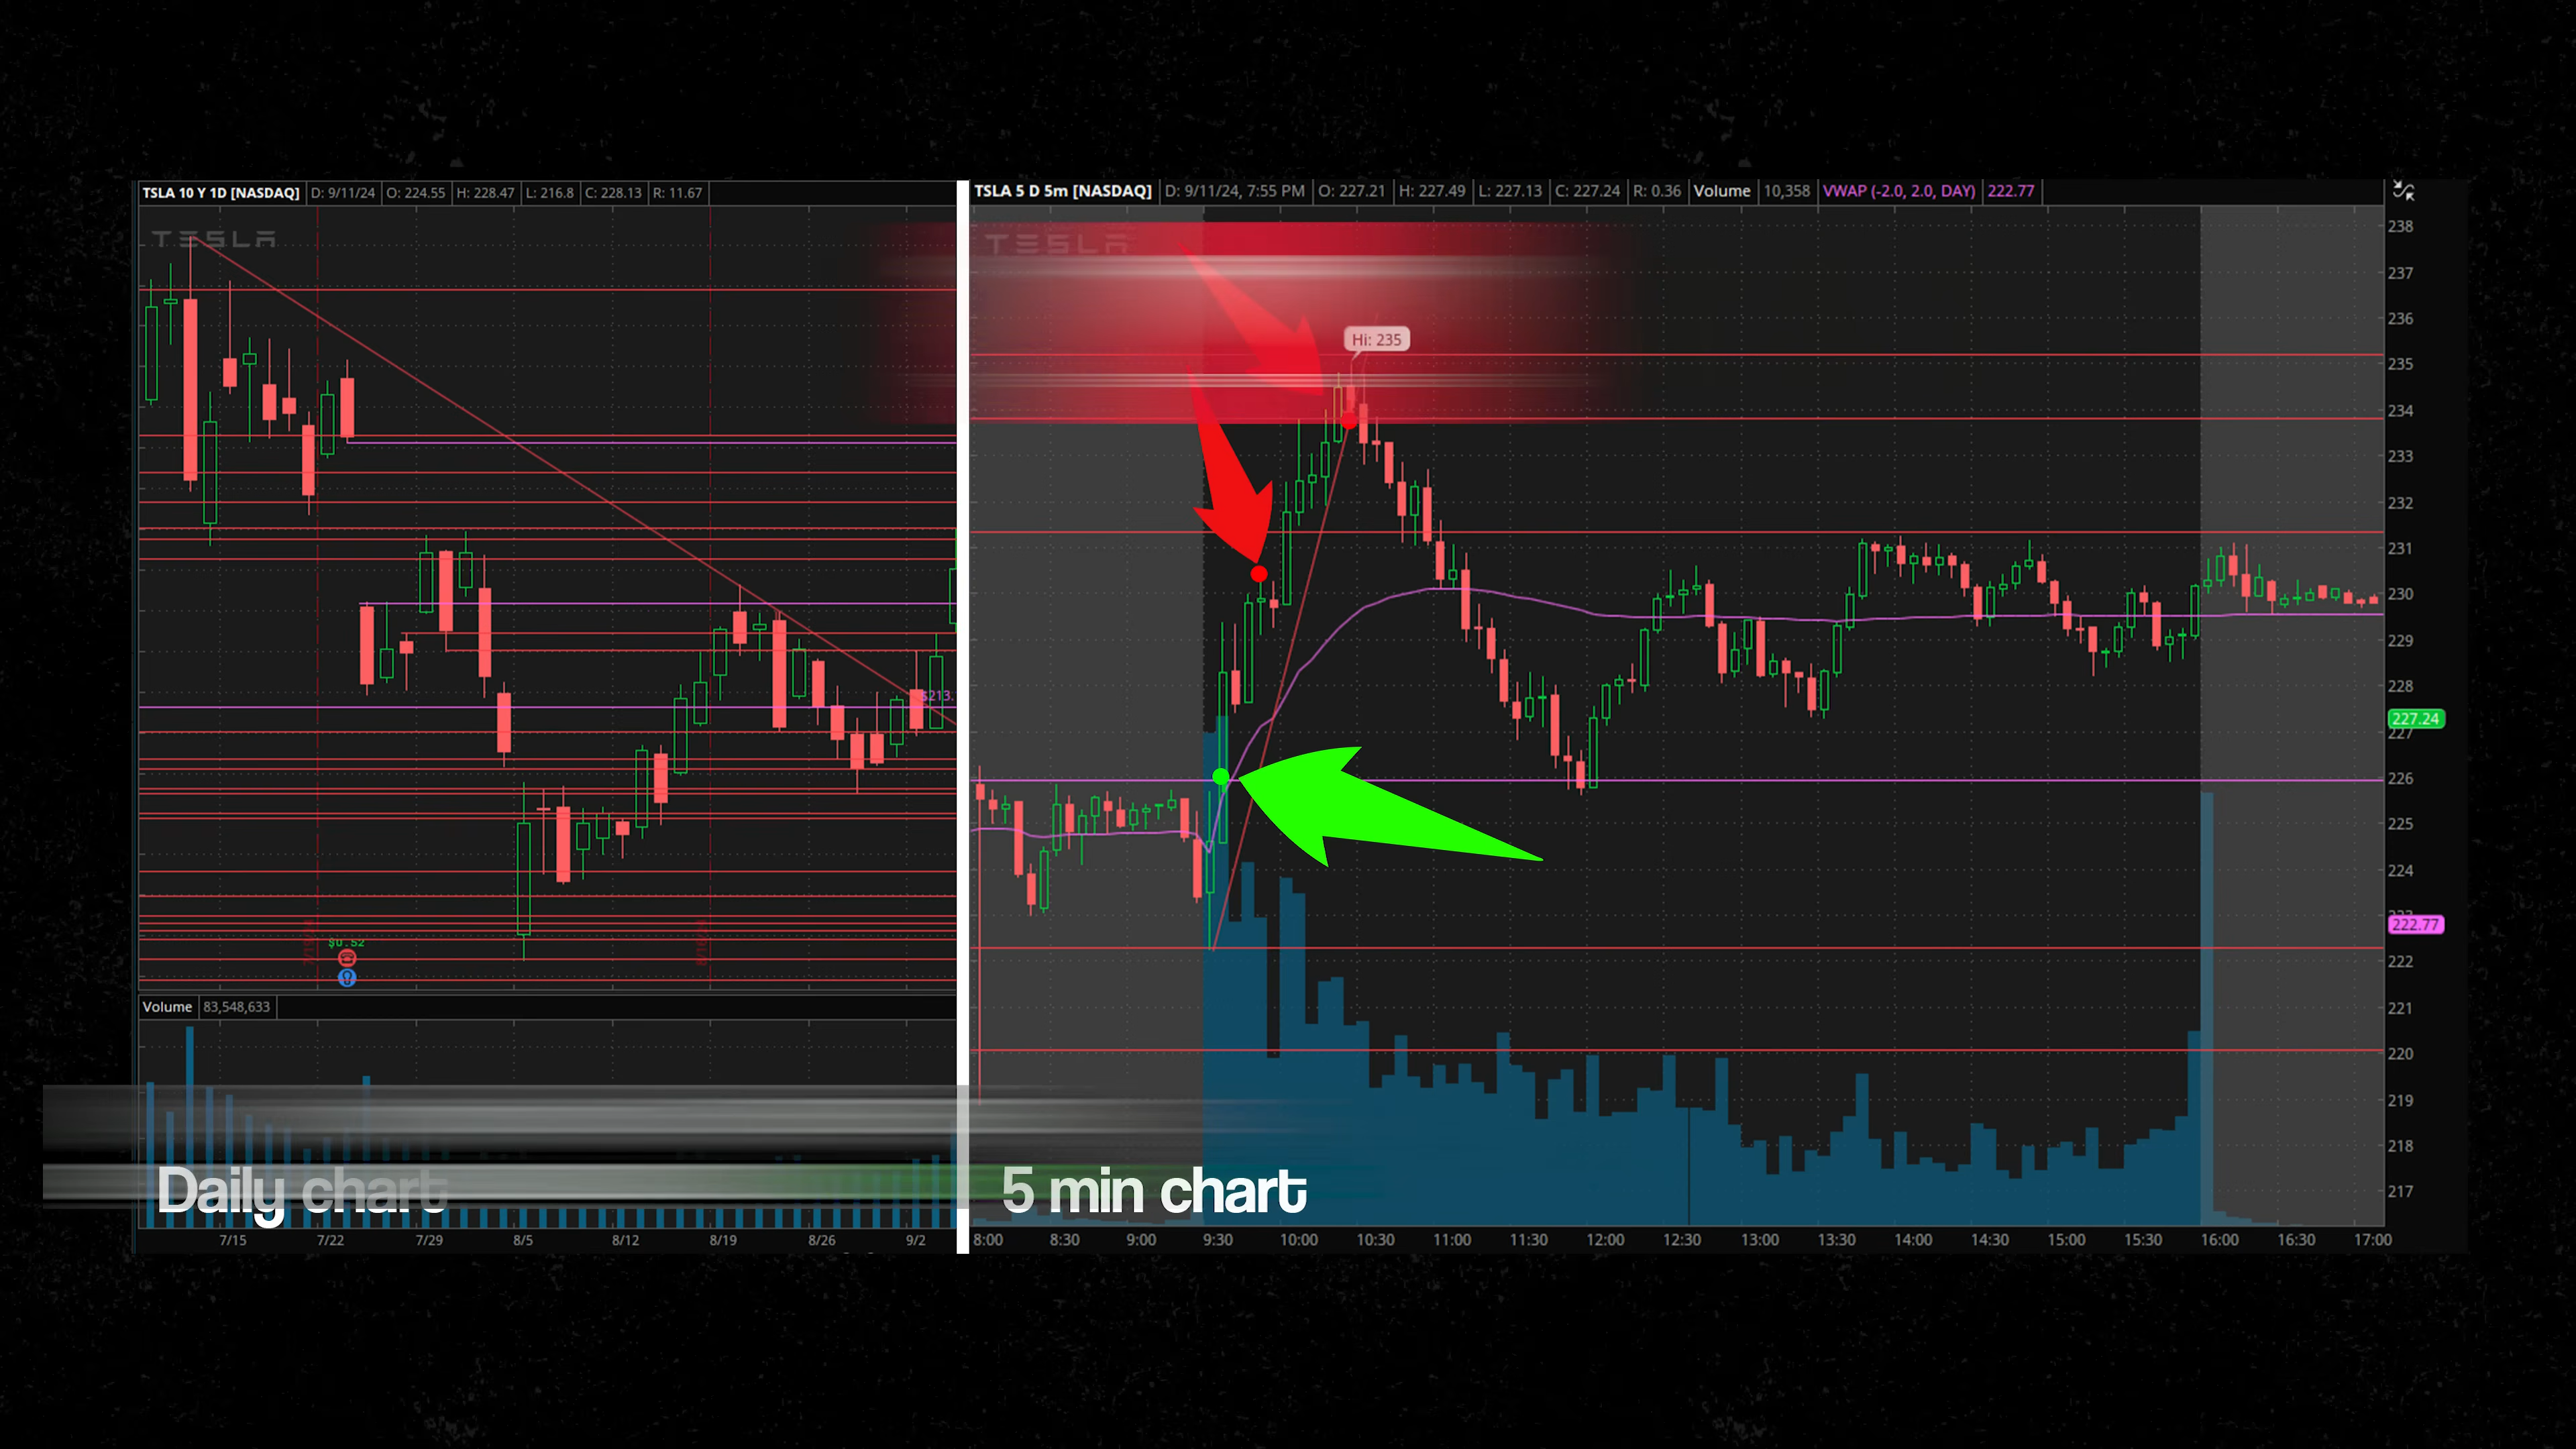 TSLA 10 Y 1D [NASDAQ] D: 9/11/24 O: 224.55 H: 228.47 L: 216.8 C: 228.13 R: 11.67
TESLA
$213.
$0.52
Volume 83,548,633
Daily chart
7/15 7/22 7/29 8/5 8/12 8/19 8/26 9/2
TSLA 5 D 5m [NASDAQ] D: 9/11/24, 7:55 PM O: 227.21 H: 227.49 L: 227.13 C: 227.24 R: 0.36 Volume 10,358 VWAP (-2.0, 2.0, DAY) 222.77
TESLA
Hi: 235
238
237
236
235
234
233
232
231
230
229
228
227.24
227
226
225
224
222.77
222
221
220
219
218
217
5 min chart
8:00 8:30 9:00 9:30 10:00 10:30 11:00 11:30 12:00 12:30 13:00 13:30 14:00 14:30 15:00 15:30 16:00 16:30 17:00